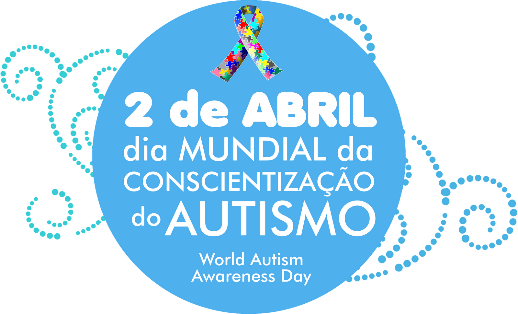 2 de ABRIL
dia MUNDIAL da
CONSCIENTIZAÇÃO
do AUTISMO
World Autism
Awareness Day